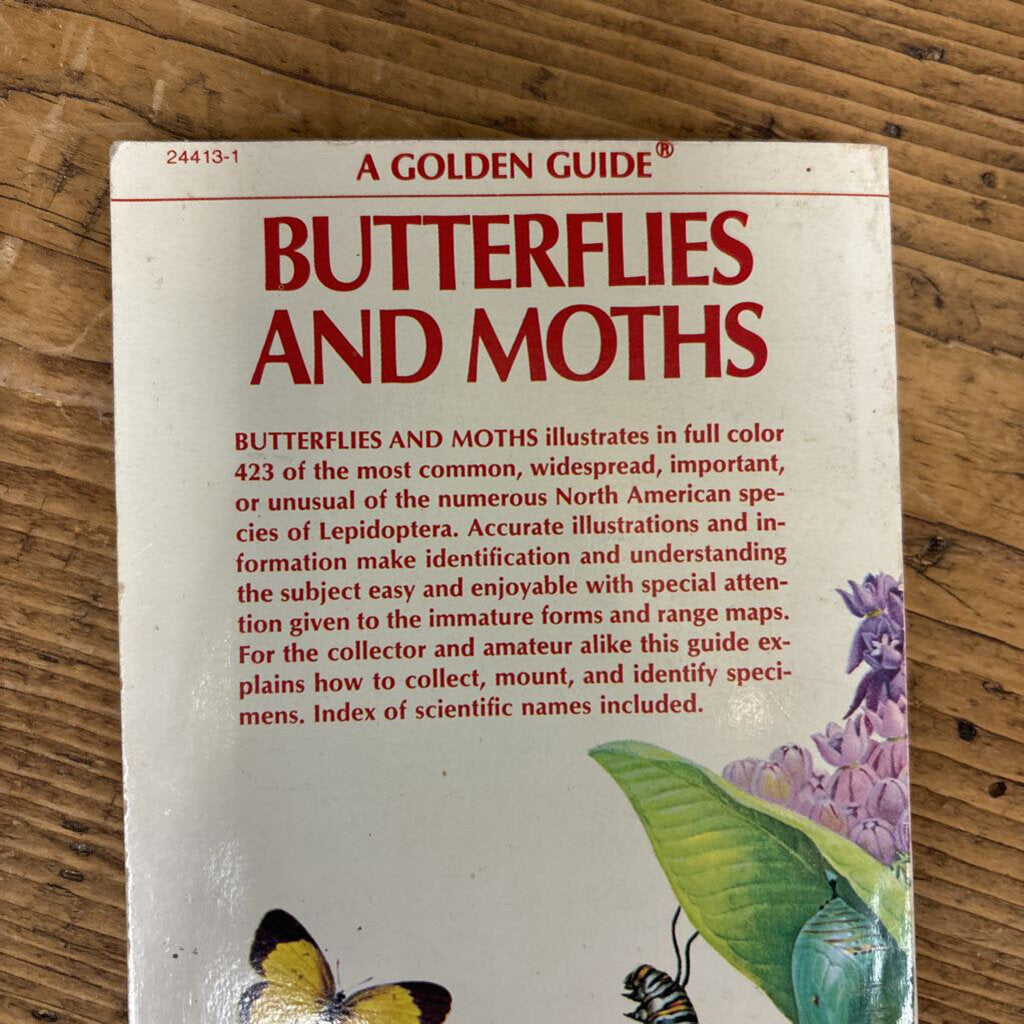 24413-1
A GOLDEN GUIDE®
BUTTERFLIES
AND MOTHS
BUTTERFLIES AND MOTHS illustrates in full color
423 of the most common, widespread, important,
or unusual of the numerous North American spe-
cies of Lepidoptera. Accurate illustrations and in-
formation make identification and understanding
the subject easy and enjoyable with special atten-
tion given to the immature forms and range maps.
For the collector and amateur alike this guide ex-
plains how to collect, mount, and identify speci-
mens. Index of scientific names included.